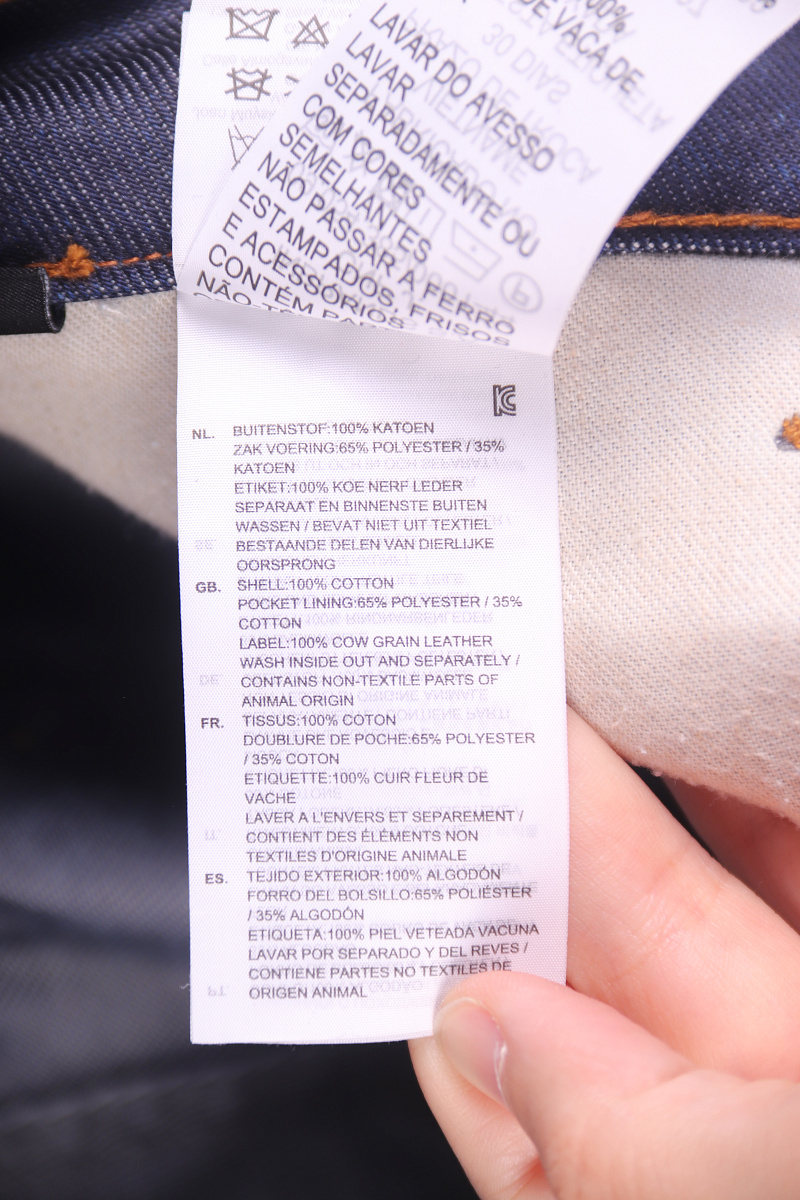 100%
DE VACA DE
LAVAR DO AVESSO
LAVAR
SEPARADAMENTE OU
COM CORES
SEMELHANTES
NÃO PASSAR A FERRO
ESTAMPADOS, FRISOS
E ACESSÓRIOS
CONTÉM
NÃO
NL. BUITENSTOF:100% KATOEN
ZAK VOERING:65% POLYESTER / 35%
KATOEN
ETIKET:100% KOE NERF LEDER
SEPARAAT EN BINNENSTE BUITEN
WASSEN / BEVAT NIET UIT TEXTIEL
BESTAANDE DELEN VAN DIERLIJKE
OORSPRONG
GB. SHELL:100% COTTON
POCKET LINING:65% POLYESTER / 35%
COTTON
LABEL:100% COW GRAIN LEATHER
WASH INSIDE OUT AND SEPARATELY /
CONTAINS NON-TEXTILE PARTS OF
ANIMAL ORIGIN
FR. TISSUS:100% COTON
DOUBLURE DE POCHE:65% POLYESTER
/ 35% COTON
ETIQUETTE:100% CUIR FLEUR DE
VACHE
LAVER A L'ENVERS ET SEPAREMENT /
CONTIENT DES ÉLÉMENTS NON
TEXTILES D'ORIGINE ANIMALE
ES. TEJIDO EXTERIOR:100% ALGODÓN
FORRO DEL BOLSILLO:65% POLIÉSTER
/ 35% ALGODÓN
ETIQUETA:100% PIEL VETEADA VACUNA
LAVAR POR SEPARADO Y DEL REVES /
CONTIENE PARTES NO TEXTILES DE
ORIGEN ANIMAL